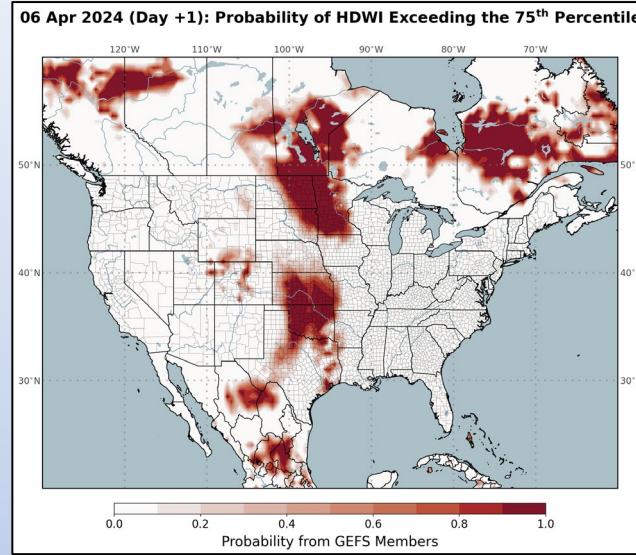 06 Apr 2024 (Day +1): Probability of HDWI Exceeding the 75th Percentile
120°W 110°W 100°W 90°W 80°W 70°W
50°N 50°N
40°N 40°N
30°N 30°N
0.0 0.2 0.4 0.6 0.8 1.0
Probability from GEFS Members